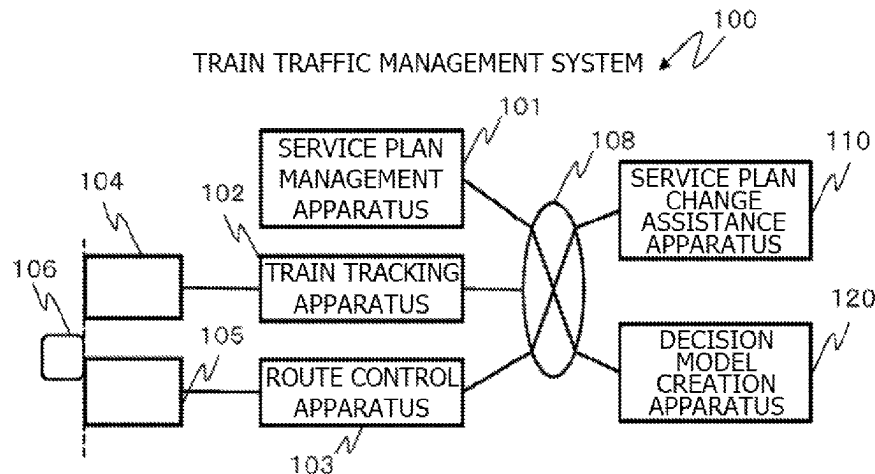 100
TRAIN TRAFFIC MANAGEMENT SYSTEM
101
108
110
SERVICE PLAN
MANAGEMENT
APPARATUS
SERVICE PLAN
CHANGE
ASSISTANCE
APPARATUS
104
102
106
TRAIN TRACKING
APPARATUS
120
105
ROUTE CONTROL
APPARATUS
DECISION
MODEL
CREATION
APPARATUS
103